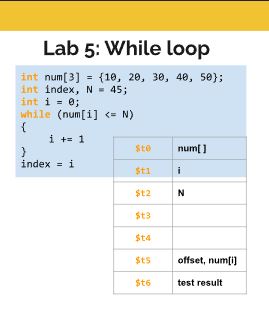 Lab 5: While loop
int num[3] = {10, 20, 30, 40, 50};
int index, N = 45;
int i = 0;
while (num[i] <= N)
{
i += 1
}
index = i
$t0 num[ ]
$t1 i
$t2 N
$t3
$t4
$t5 offset, num[i]
$t6 test result